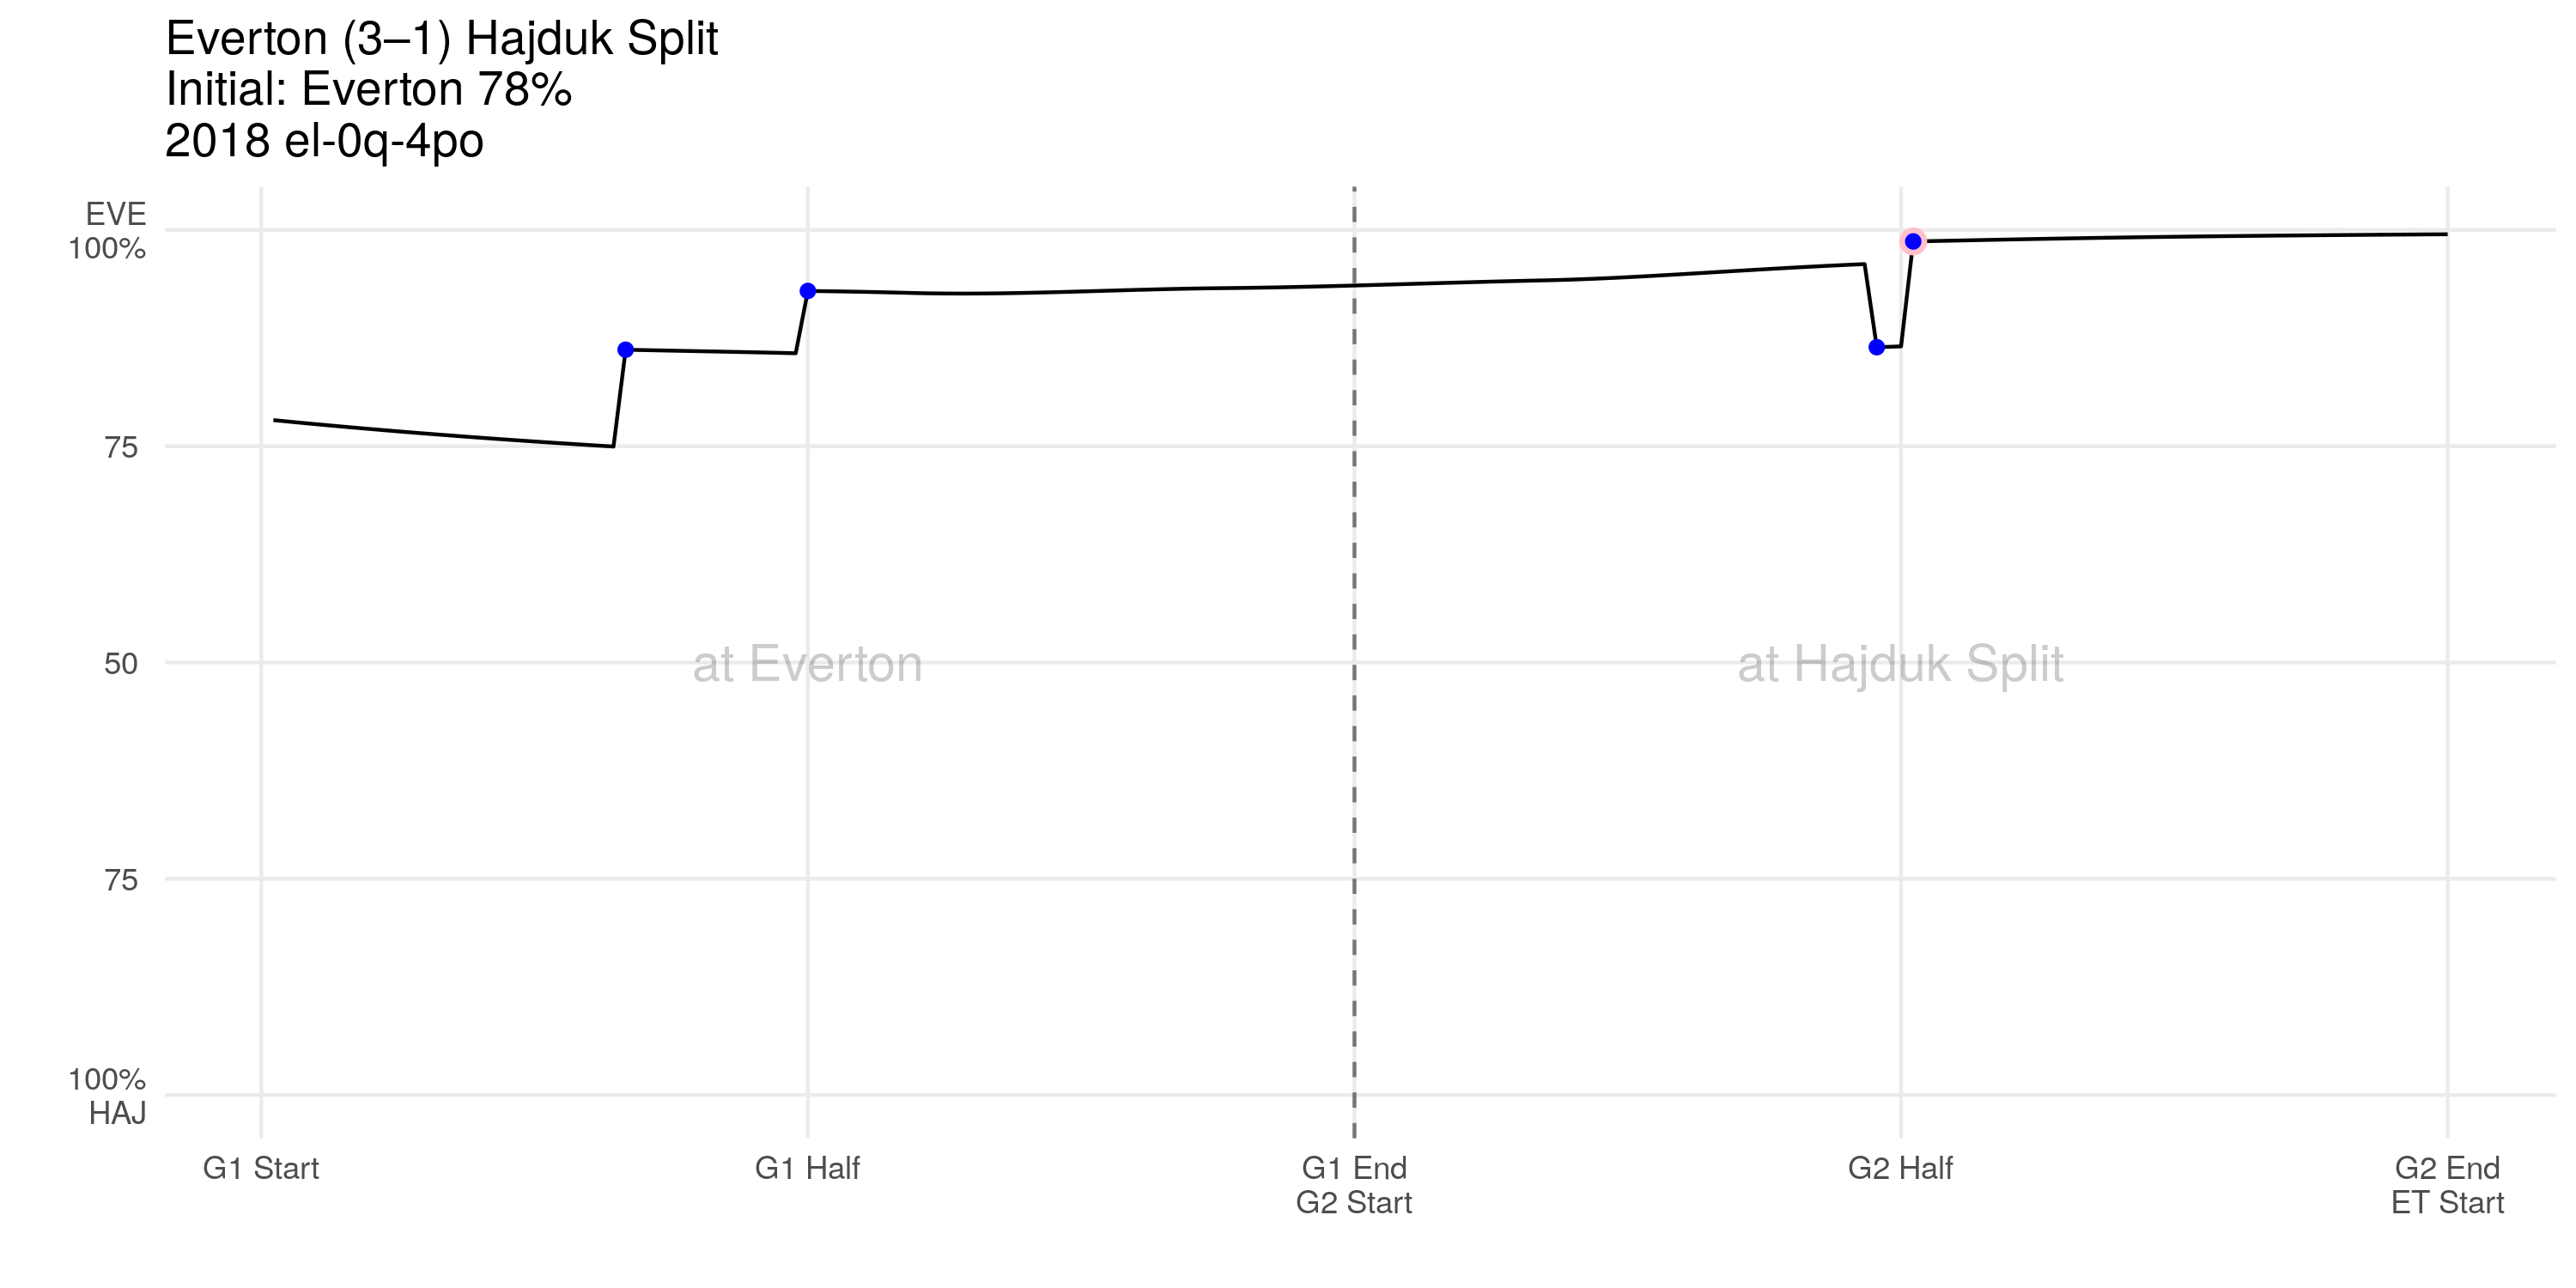 Everton (3–1) Hajduk Split
Initial: Everton 78%
2018 el-0q-4po
EVE
100%
75
50
75
100%
HAJ
at Everton
at Hajduk Split
G1 Start
G1 Half
G1 End
G2 Start
G2 Half
G2 End
ET Start